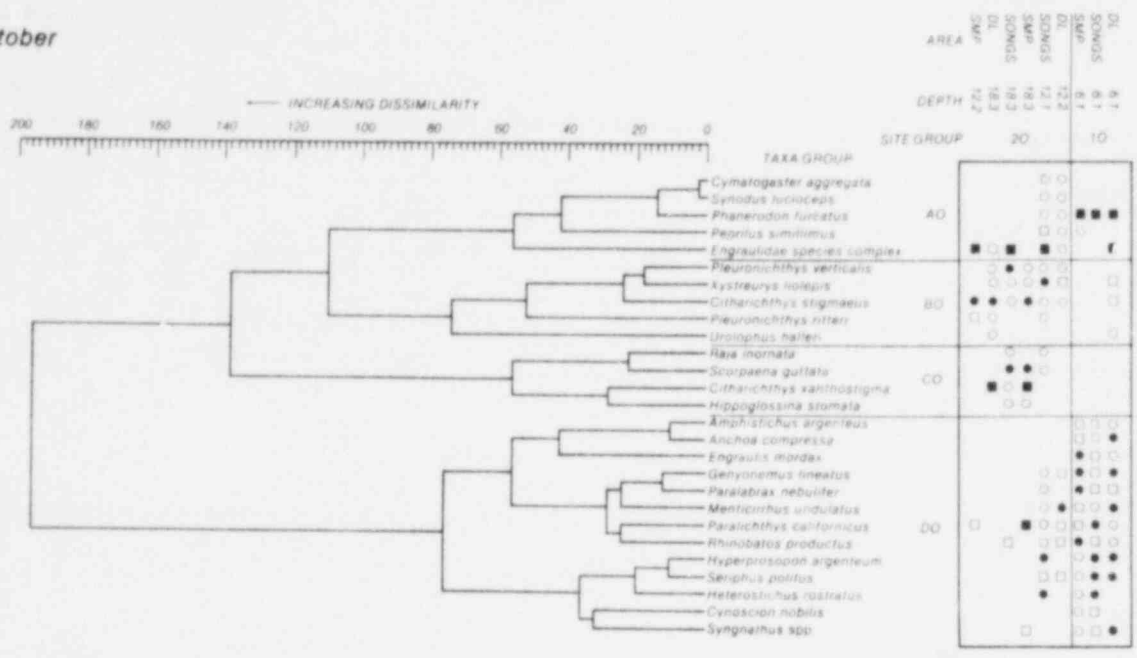 tober
AREA SMP DL SONGS SMP SONGS DL SMP SONGS DL
← INCREASING DISSIMILARITY
DEPTH 12.2 18.3 18.3 18.3 12.1 12.2 6.1 6.1 6.1
200 180 160 140 120 100 80 60 40 20 0
SITE GROUP 20 10
TAXA GROUP
Cymatogaster aggregata
Synodus lucioceps
Phanerodon furcatus AO
Peprilus simillimus
Engraulidae species complex
Pleuronichthys verticalis
Xystreurys liolepis
Citharichthys stigmaeus BO
Pleuronichthys ritteri
Urolophus halleri
Raja inornata
Scorpaena guttata
Citharichthys xanthostigma CO
Hippoglossina stomata
Amphistichus argenteus
Anchoa compressa
Engraulis mordax
Genyonemus lineatus
Paralabrax nebulifer
Menticirrhus undulatus
Paralichthys californicus DO
Rhinobatos productus
Hyperprosopon argenteum
Seriphus politus
Heterostichus rostratus
Cynoscion nobilis
Syngnathus spp